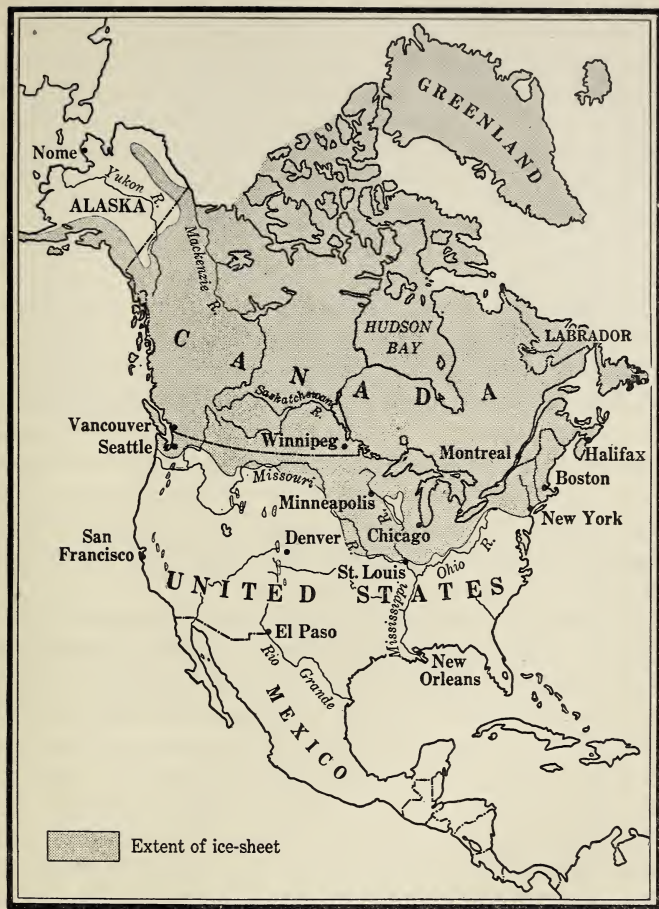 GREENLAND
Nome
Yukon R.
ALASKA
Mackenzie R.
CANADA
HUDSON
BAY
LABRADOR
Saskatchewan
R.
Vancouver
Seattle
Winnipeg
Montreal
Halifax
Missouri
R.
Boston
Minneapolis
R.
New York
Chicago
San
Francisco
Denver
St. Louis
Ohio R.
UNITED STATES
Mississippi
El Paso
Rio Grande
New
Orleans
MEXICO
Extent of ice-sheet